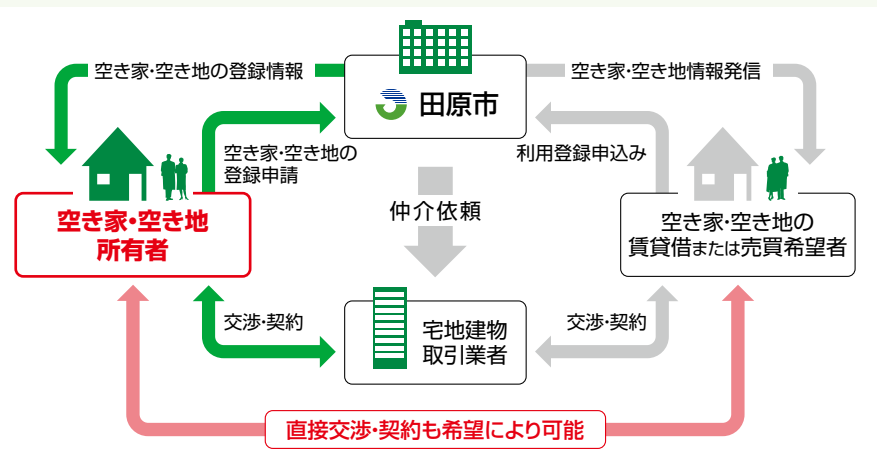 田原市
空き家・空き地の登録情報
空き家・空き地情報発信
空き家・空き地の
登録申請
利用登録申込み
空き家・空き地
所有者
仲介依頼
空き家・空き地の
賃貸借または売買希望者
交渉・契約
宅地建物
取引業者
交渉・契約
直接交渉・契約も希望により可能